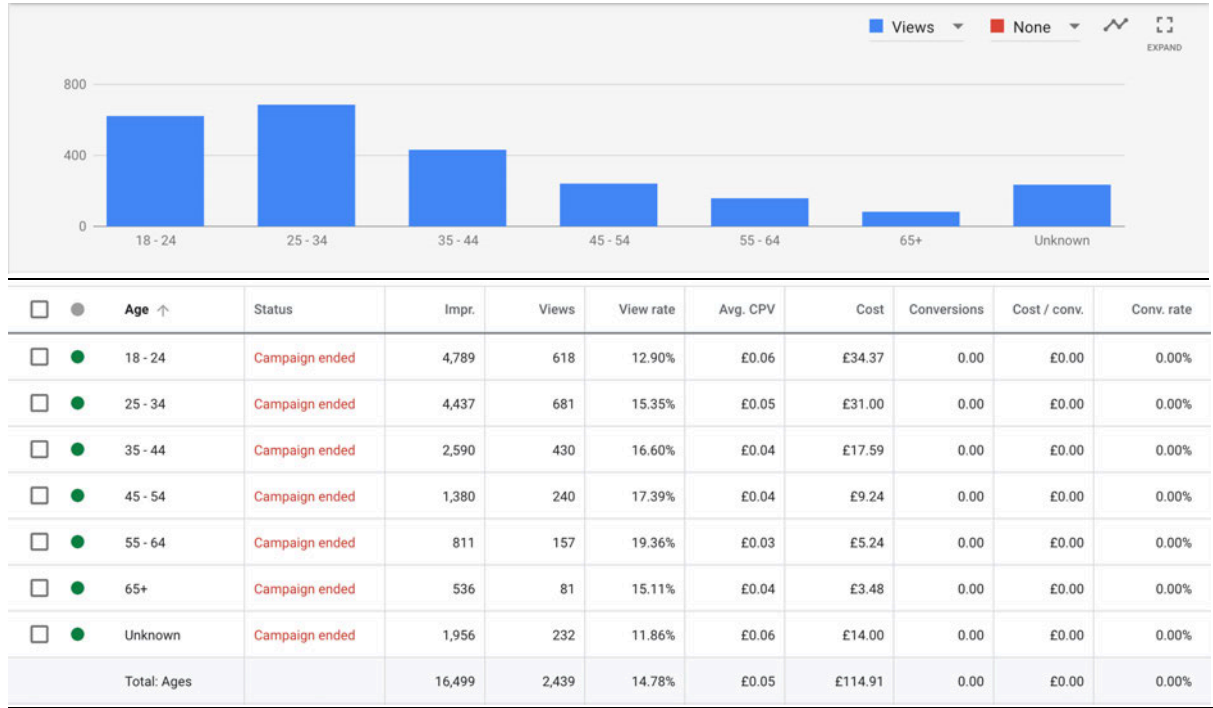 Views None
EXPAND
800
400
0
18 - 24 25 - 34 35 - 44 45 - 54 55 - 64 65+ Unknown
Age Status Impr. Views View rate Avg. CPV Cost Conversions Cost / conv. Conv. rate
18 - 24 Campaign ended 4,789 618 12.90% £0.06 £34.37 0.00 £0.00 0.00%
25 - 34 Campaign ended 4,437 681 15.35% £0.05 £31.00 0.00 £0.00 0.00%
35 - 44 Campaign ended 2,590 430 16.60% £0.04 £17.59 0.00 £0.00 0.00%
45 - 54 Campaign ended 1,380 240 17.39% £0.04 £9.24 0.00 £0.00 0.00%
55 - 64 Campaign ended 811 157 19.36% £0.03 £5.24 0.00 £0.00 0.00%
65+ Campaign ended 536 81 15.11% £0.04 £3.48 0.00 £0.00 0.00%
Unknown Campaign ended 1,956 232 11.86% £0.06 £14.00 0.00 £0.00 0.00%
Total: Ages 16,499 2,439 14.78% £0.05 £114.91 0.00 £0.00 0.00%